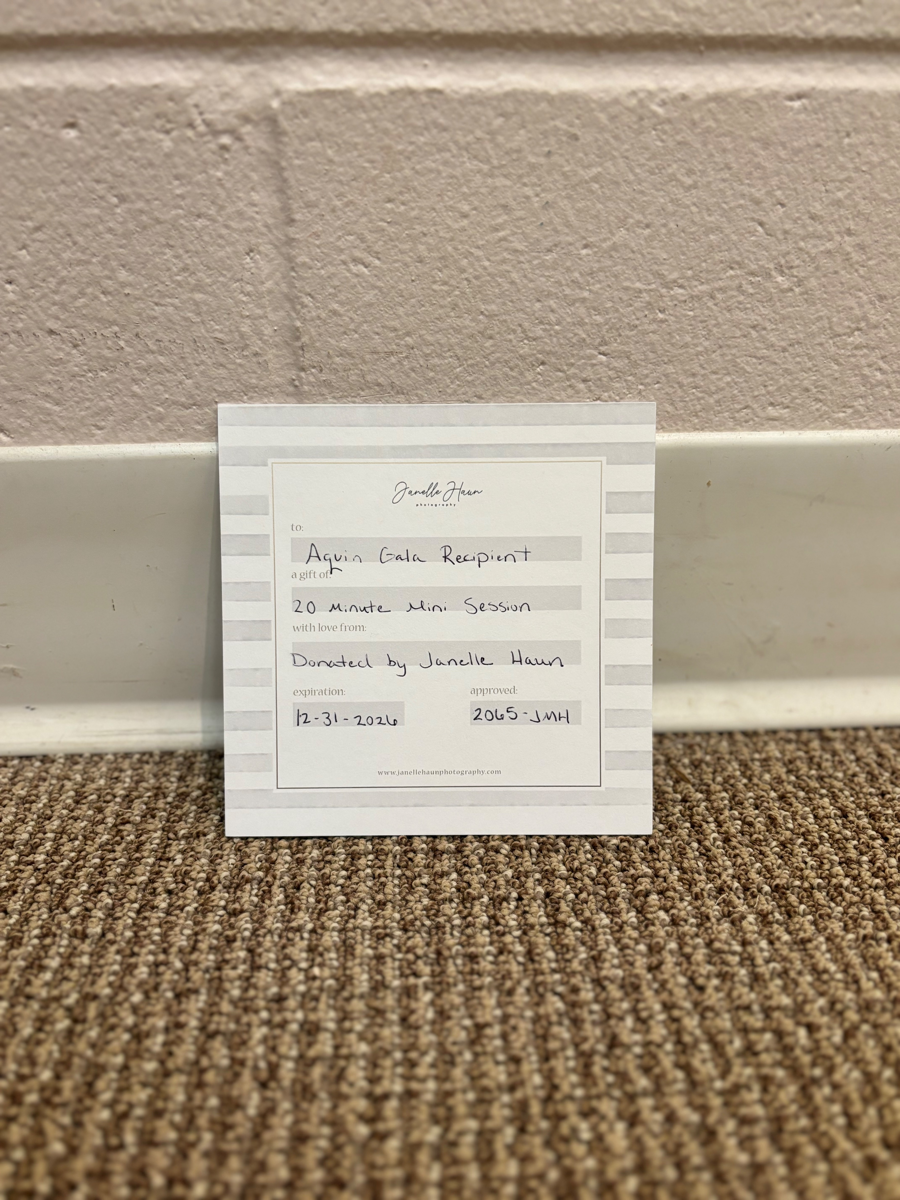 Janelle Haun
photography
to:
Aquin Gala Recipient
a gift of:
20 Minute Mini Session
with love from:
Donated by Janelle Haun
expiration: approved:
12-31-2026 2065-JMH
www.janellehaunphotography.com